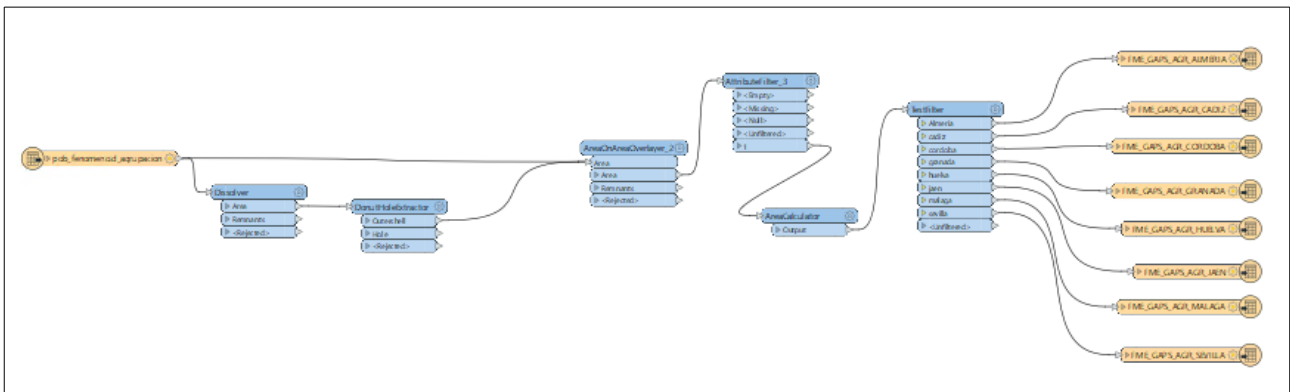 pob_fenomenod_agrupacion
Dissolver
Area
Remnants
<Rejected>
DonutHoleExtractor
Outershell
Hole
<Rejected>
AreaOnAreaOverlayer_2
Area
Area
Remnants
<Rejected>
AttributeFilter_3
<Empty>
<Missing>
<Null>
<Unfiltered>
1
AreaCalculator
Output
TestFilter
Almeria
cadiz
cordoba
granada
huelva
jaen
malaga
sevilla
<Unfiltered>
FME_GAPS_AGR_ALMERIA
FME_GAPS_AGR_CADIZ
FME_GAPS_AGR_CORDOBA
FME_GAPS_AGR_GRANADA
FME_GAPS_AGR_HUELVA
FME_GAPS_AGR_JAEN
FME_GAPS_AGR_MALAGA
FME_GAPS_AGR_SEVILLA